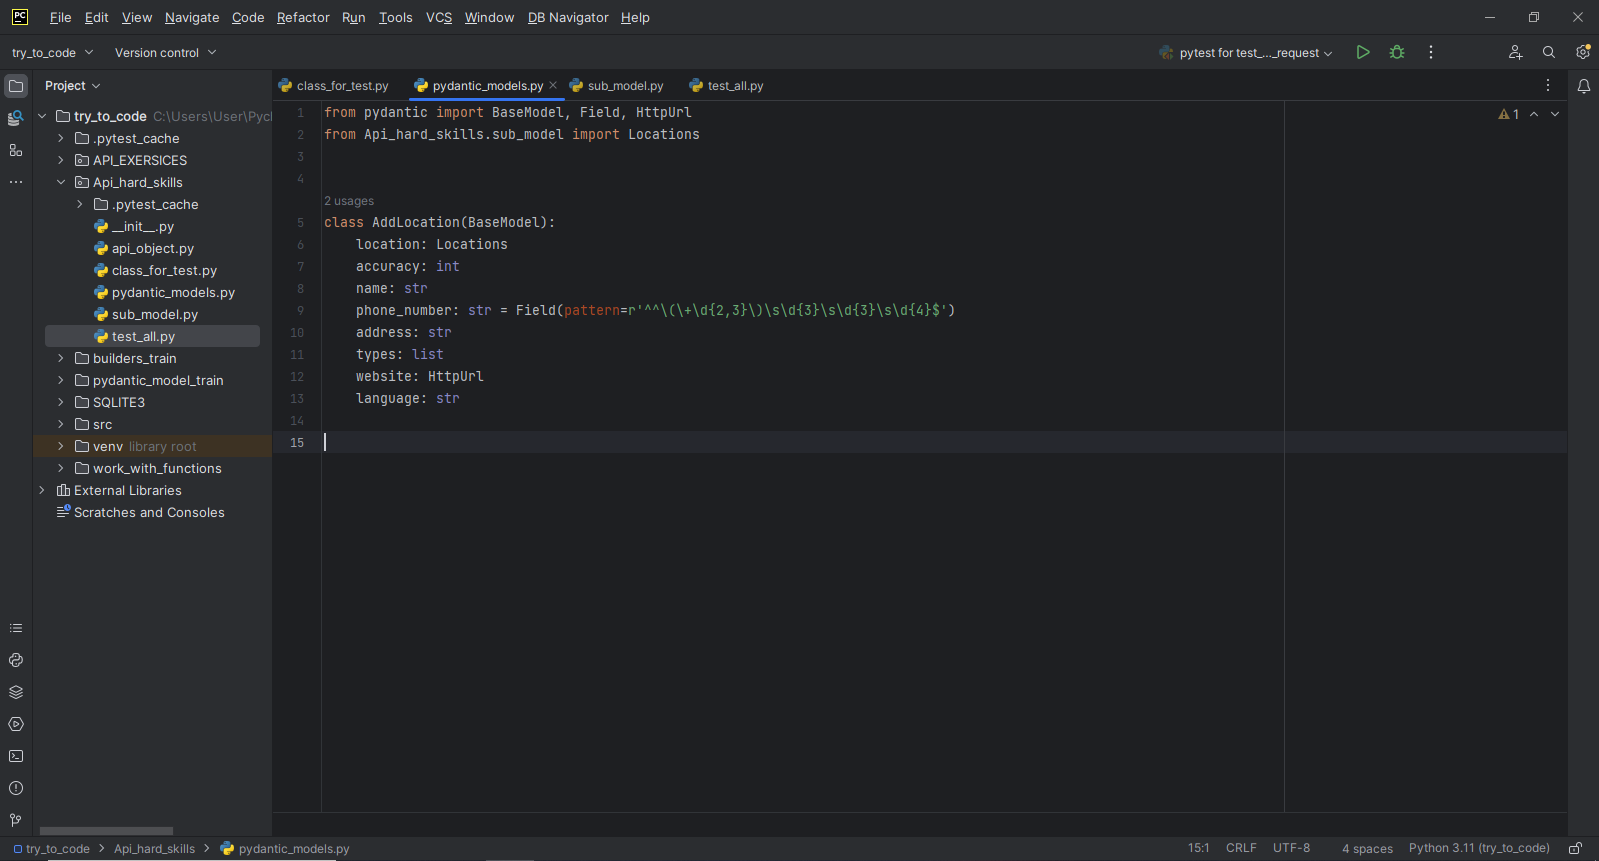 PC File Edit View Navigate Code Refactor Run Tools VCS Window DB Navigator Help
try_to_code Version control pytest for test_..._request
Project
class_for_test.py pydantic_models.py sub_model.py test_all.py
try_to_code C:\Users\User\Pyc
.pytest_cache
API_EXERSICES
Api_hard_skills
.pytest_cache
__init__.py
api_object.py
class_for_test.py
pydantic_models.py
sub_model.py
test_all.py
builders_train
pydantic_model_train
SQLITE3
src
venv library root
work_with_functions
External Libraries
Scratches and Consoles
1 from pydantic import BaseModel, Field, HttpUrl
2 from Api_hard_skills.sub_model import Locations
3
4
2 usages
5 class AddLocation(BaseModel):
6 location: Locations
7 accuracy: int
8 name: str
9 phone_number: str = Field(pattern=r'^^\(\+\d{2,3}\)\s\d{3}\s\d{3}\s\d{4}$')
10 address: str
11 types: list
12 website: HttpUrl
13 language: str
14
15
1
try_to_code Api_hard_skills pydantic_models.py 15:1 CRLF UTF-8 4 spaces Python 3.11 (try_to_code)